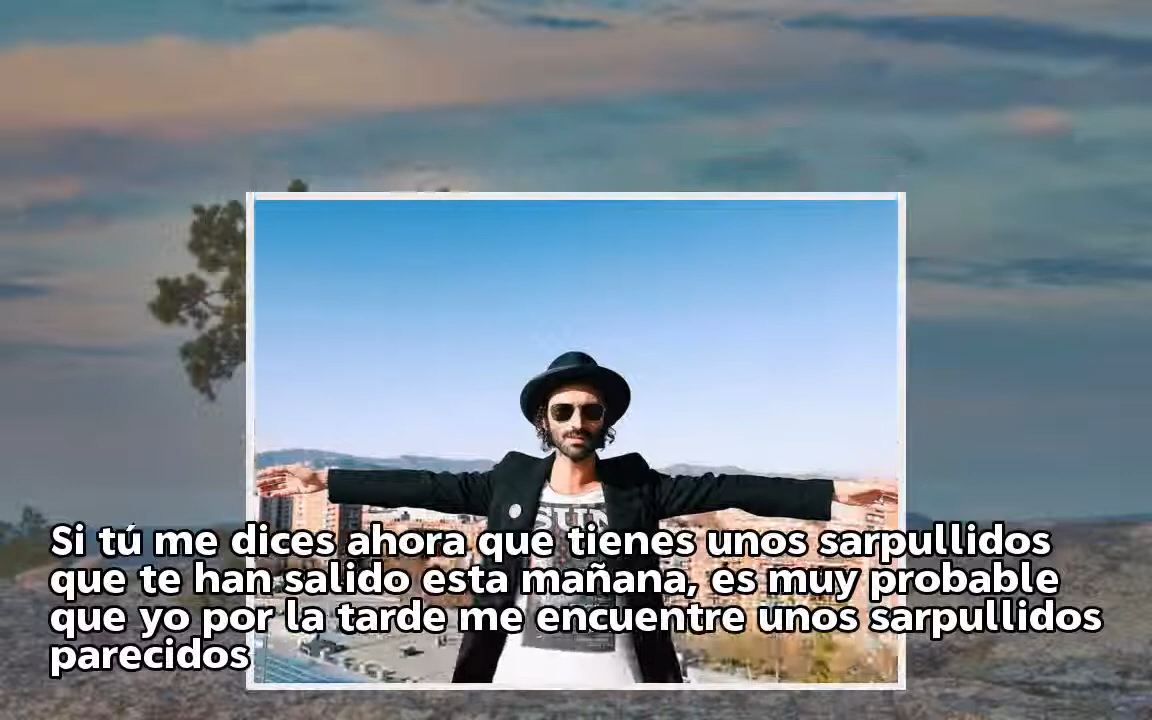 SUN
Si tú me dices ahora que tienes unos sarpullidos
que te han salido esta mañana, es muy probable
que yo por la tarde me encuentre unos sarpullidos
parecidos